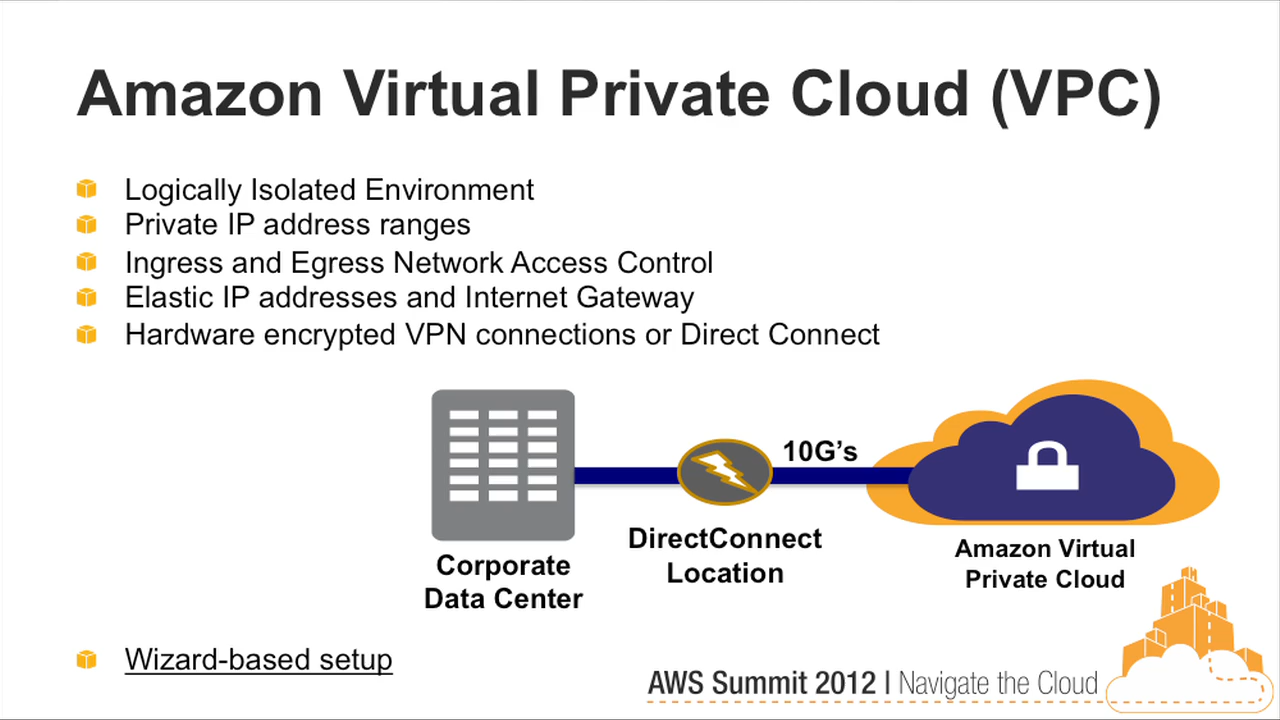 Amazon Virtual Private Cloud (VPC)
Logically Isolated Environment
Private IP address ranges
Ingress and Egress Network Access Control
Elastic IP addresses and Internet Gateway
Hardware encrypted VPN connections or Direct Connect
10G’s
DirectConnect
Location
Corporate
Data Center
Amazon Virtual
Private Cloud
Wizard-based setup
AWS Summit 2012 | Navigate the Cloud